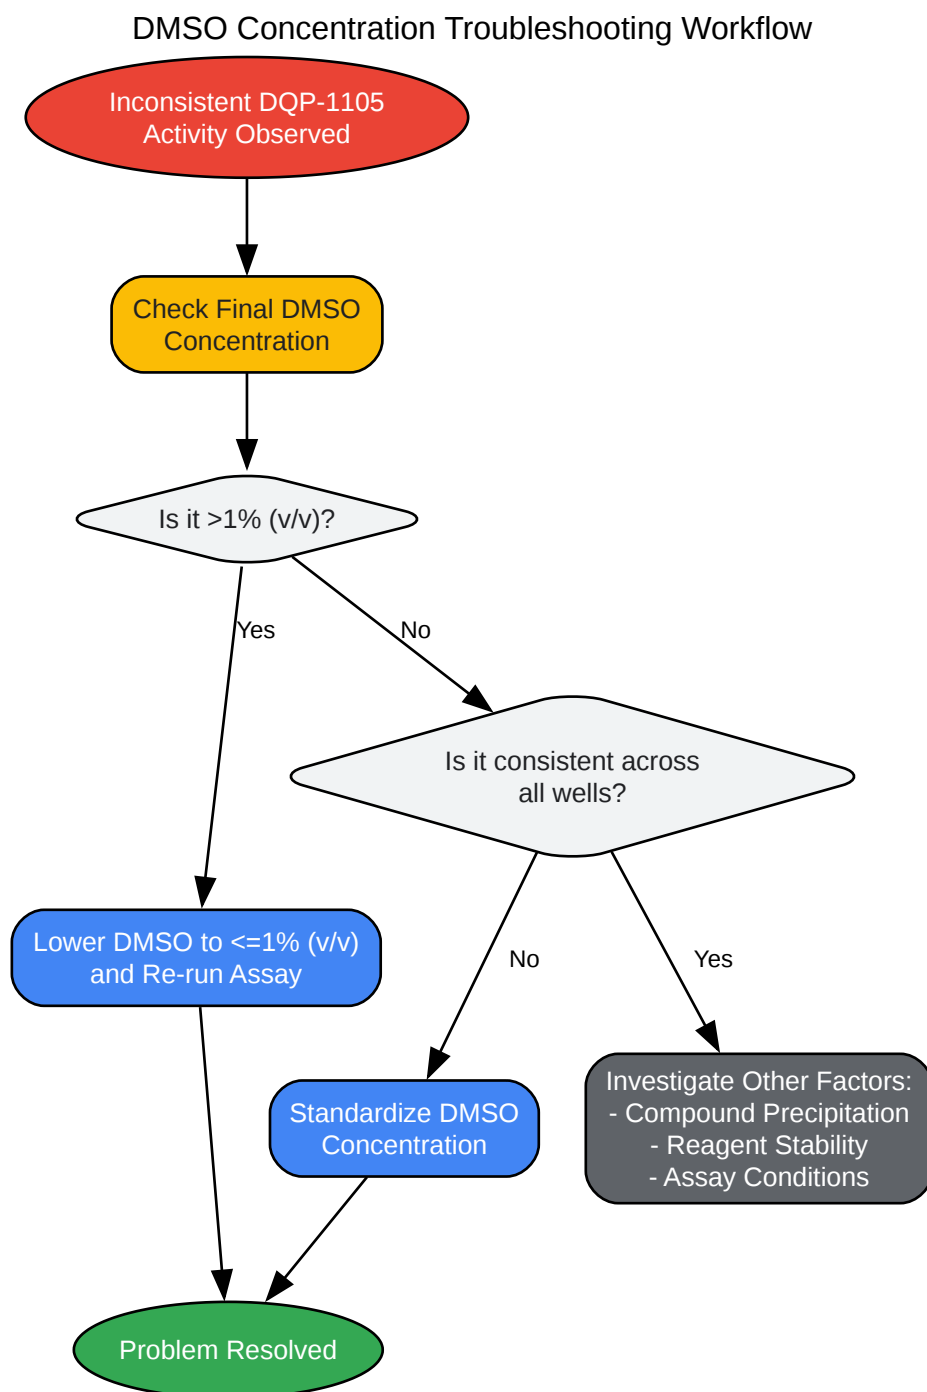 DMSO Concentration Troubleshooting Workflow
Inconsistent DQP-1105
Activity Observed
Check Final DMSO
Concentration
Is it >1% (v/v)?
Yes
No
Is it consistent across
all wells?
Lower DMSO to <=1% (v/v)
and Re-run Assay
No
Yes
Standardize DMSO
Concentration
Investigate Other Factors:
- Compound Precipitation
- Reagent Stability
- Assay Conditions
Problem Resolved